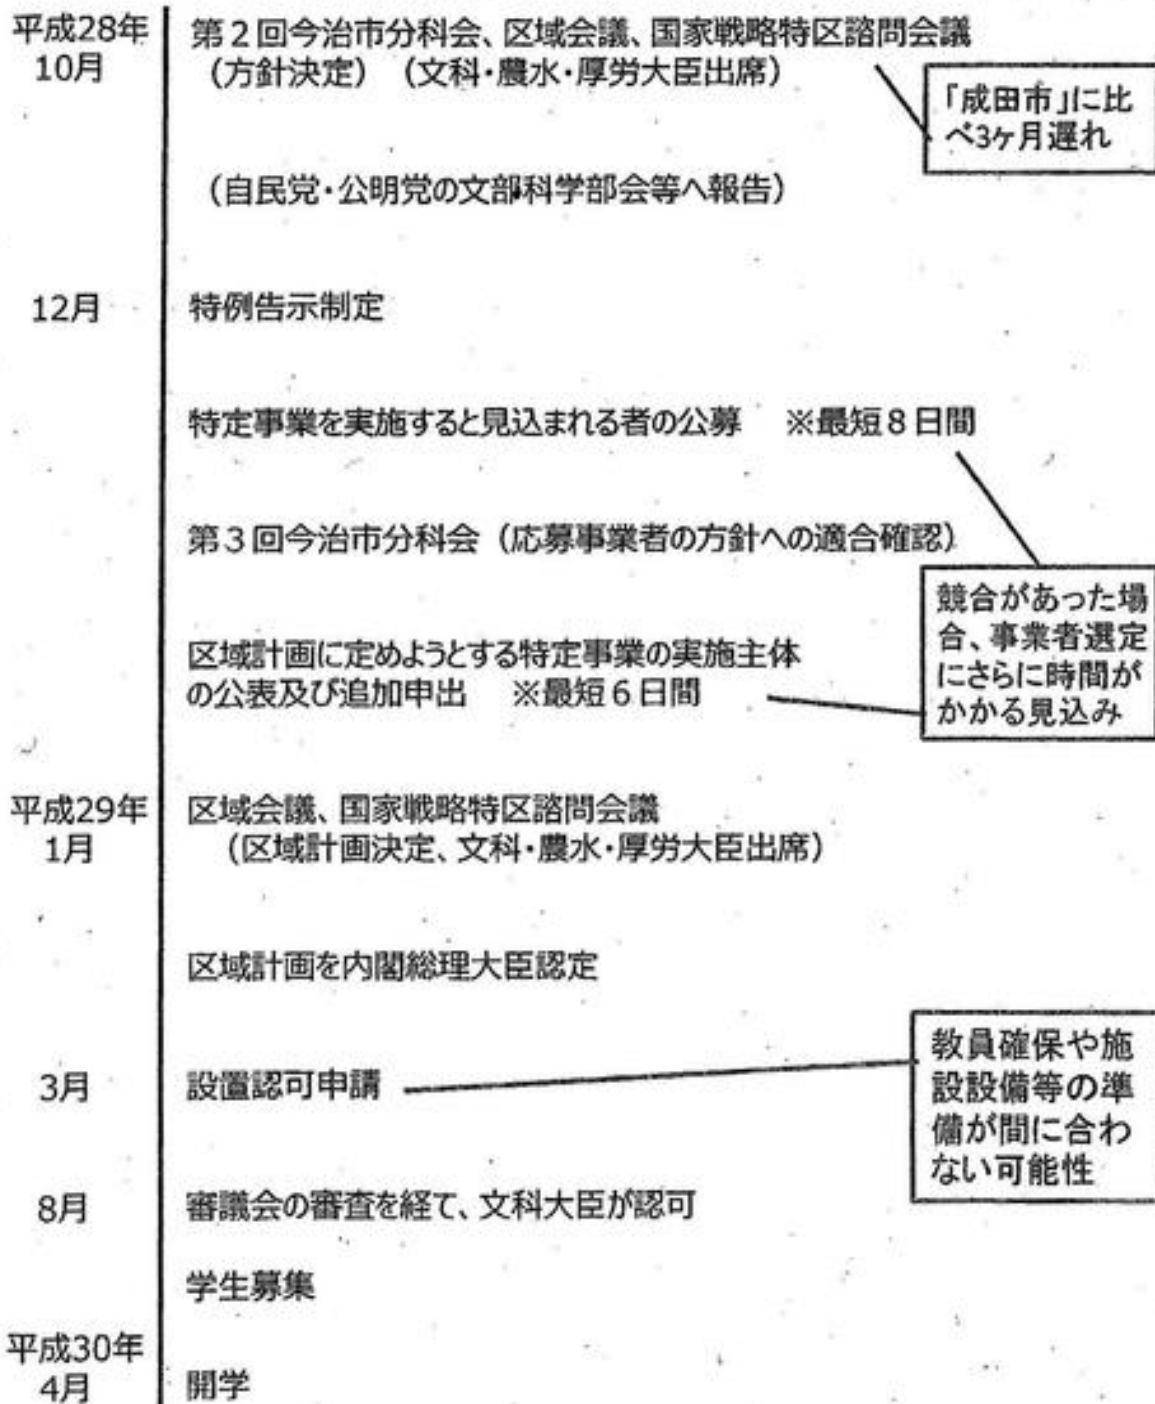 平成28年
10月
第２回今治市分科会、区域会議、国家戦略特区諮問会議
（方針決定）（文科・農水・厚労大臣出席）
「成田市」に比
べ3ヶ月遅れ
（自民党・公明党の文部科学部会等へ報告）
12月
特例告示制定
特定事業を実施すると見込まれる者の公募　※最短８日間
第３回今治市分科会（応募事業者の方針への適合確認）
競合があった場
合、事業者選定
にさらに時間が
かかる見込み
区域計画に定めようとする特定事業の実施主体
の公表及び追加申出　※最短６日間
平成29年
1月
区域会議、国家戦略特区諮問会議
（区域計画決定、文科・農水・厚労大臣出席）
区域計画を内閣総理大臣認定
3月
設置認可申請
教員確保や施
設設備等の準
備が間に合わ
ない可能性
8月
審議会の審査を経て、文科大臣が認可
学生募集
平成30年
4月
開学